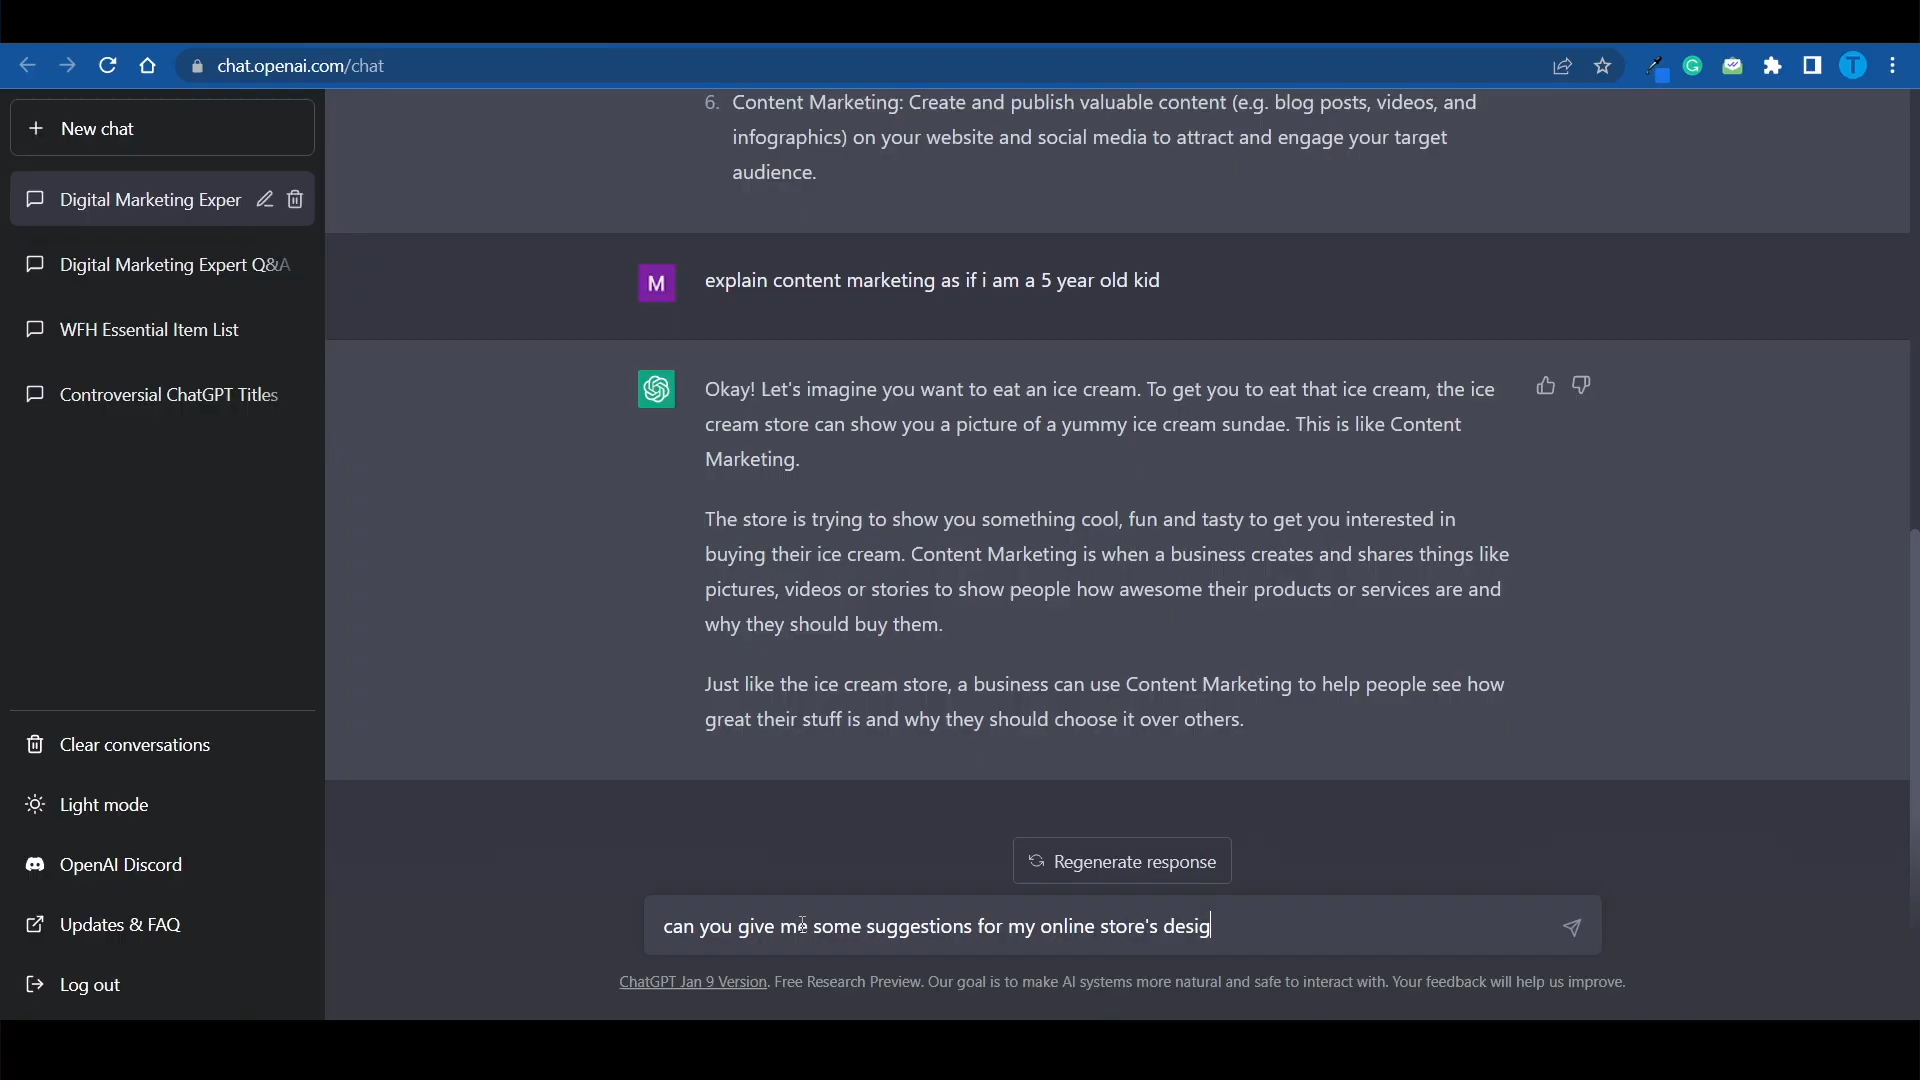 chat.openai.com/chat
T
New chat
Digital Marketing Exper
Digital Marketing Expert Q&A
WFH Essential Item List
Controversial ChatGPT Titles
Clear conversations
Light mode
OpenAI Discord
Updates & FAQ
Log out
6. Content Marketing: Create and publish valuable content (e.g. blog posts, videos, and
infographics) on your website and social media to attract and engage your target
audience.
M
explain content marketing as if i am a 5 year old kid
Okay! Let's imagine you want to eat an ice cream. To get you to eat that ice cream, the ice
cream store can show you a picture of a yummy ice cream sundae. This is like Content
Marketing.
The store is trying to show you something cool, fun and tasty to get you interested in
buying their ice cream. Content Marketing is when a business creates and shares things like
pictures, videos or stories to show people how awesome their products or services are and
why they should buy them.
Just like the ice cream store, a business can use Content Marketing to help people see how
great their stuff is and why they should choose it over others.
Regenerate response
can you give me some suggestions for my online store's desig
ChatGPT Jan 9 Version. Free Research Preview. Our goal is to make AI systems more natural and safe to interact with. Your feedback will help us improve.